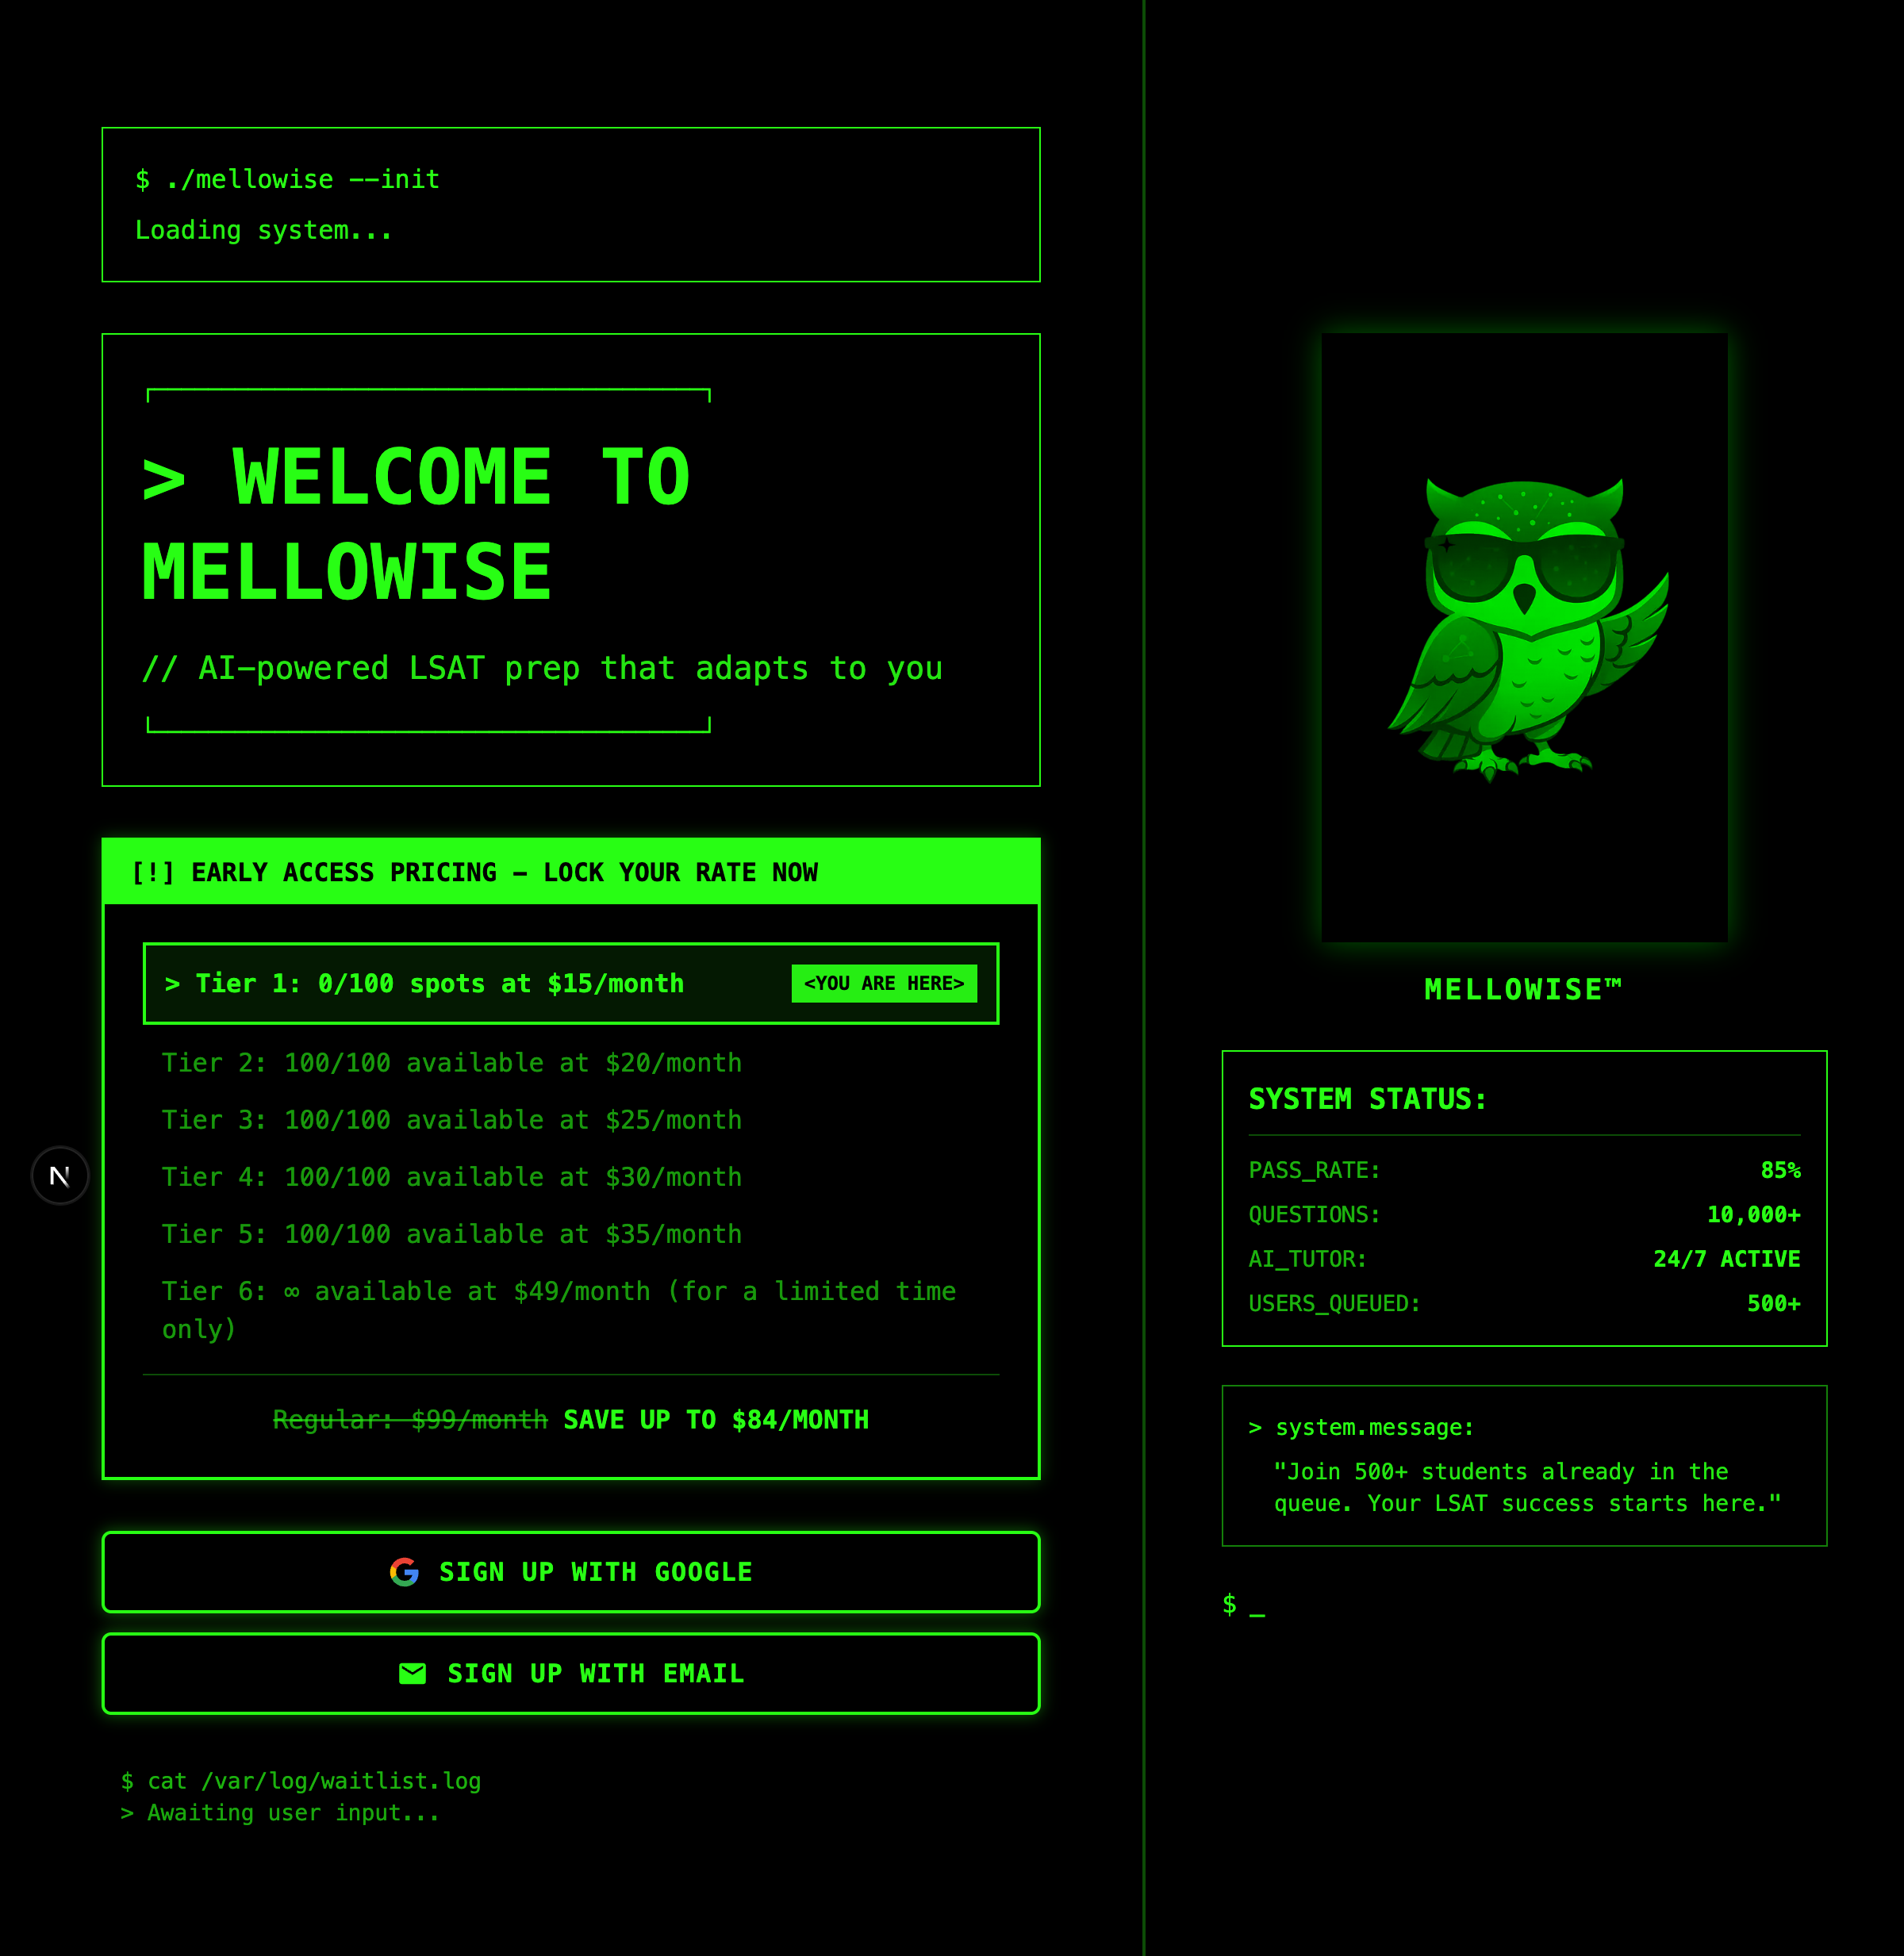 $ ./mellowise --init
Loading system...
> WELCOME TO
MELLOWISE
// AI-powered LSAT prep that adapts to you
[!] EARLY ACCESS PRICING - LOCK YOUR RATE NOW
> Tier 1: 0/100 spots at $15/month <YOU ARE HERE>
Tier 2: 100/100 available at $20/month
Tier 3: 100/100 available at $25/month
Tier 4: 100/100 available at $30/month
Tier 5: 100/100 available at $35/month
Tier 6: ∞ available at $49/month (for a limited time
only)
Regular: $99/month SAVE UP TO $84/MONTH
SIGN UP WITH GOOGLE
SIGN UP WITH EMAIL
$ cat /var/log/waitlist.log
> Awaiting user input...
MELLOWISE™
SYSTEM STATUS:
PASS_RATE: 85%
QUESTIONS: 10,000+
AI_TUTOR: 24/7 ACTIVE
USERS_QUEUED: 500+
> system.message:
"Join 500+ students already in the
queue. Your LSAT success starts here."
$ _
N